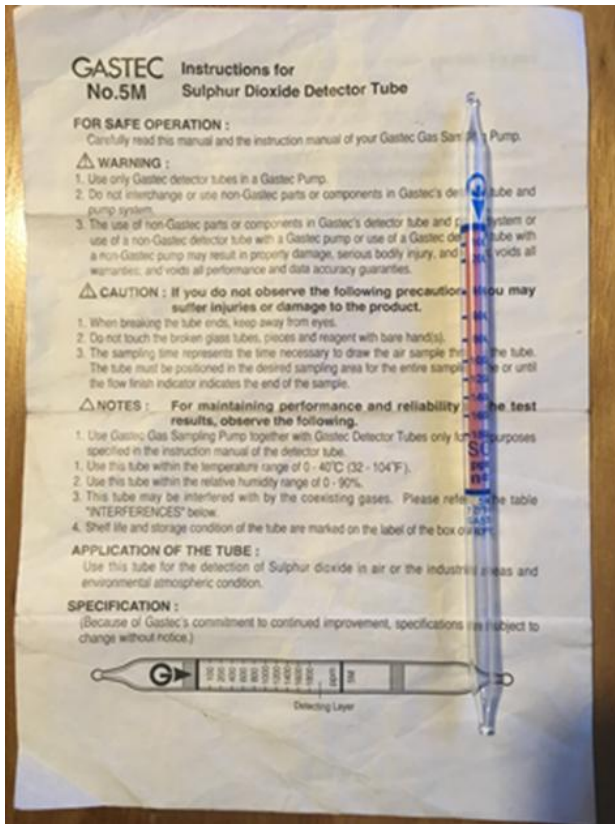 GASTEC Instructions for
No.5M Sulphur Dioxide Detector Tube
FOR SAFE OPERATION :
Carefully read this manual and the instruction manual of your Gastec Gas Pump.
WARNING :
1. Use only Gastec detector tubes in a Gastec Pump.
2. Do not interchange or use non-Gastec parts or components in Gastec's tube and
pump system.
3. The use of non-Gastec parts or components in Gastec's detector tube and system or
use of a non-Gastec detector tube with a Gastec pump or use of a Gastec tube with
a non-Gastec pump may result in property damage, serious bodily injury, and voids all
warranties, and voids all performance and data accuracy guaranties.
CAUTION : If you do not observe the following precautions you may
suffer injuries or damage to the product.
1. When breaking the tube ends, keep away from eyes.
2. Do not touch the broken glass tubes, pieces and reagent with bare hand(s).
3. The sampling time represents the time necessary to draw the air sample the tube.
The tube must be positioned in the desired sampling area for the entire or until
the flow finish indicator indicates the end of the sample.
NOTES : For maintaining performance and reliability the test
results, observe the following.
1. Use Gastec Gas Sampling Pump together with Gastec Detector Tubes only purposes
specified in the instruction manual of the detector tube.
1. Use this tube within the temperature range of 0 - 40°C (32 - 104°F).
2. Use this tube within the relative humidity range of 0 - 90%.
3. This tube may be interfered with by the coexisting gases. Please the table
"INTERFERENCES" below.
4. Shelf life and storage condition of the tube are marked on the label of the box
APPLICATION OF THE TUBE :
Use this tube for the detection of Sulphur dioxide in air or the industrial areas and
environmental atmospheric condition.
SPECIFICATION :
(Because of Gastec's commitment to continued improvement, specifications subject to
change without notice.)
G 100 200 400 600 800 1000 1200 1400 1600 1800 ppm 5M
Detecting Layer
G